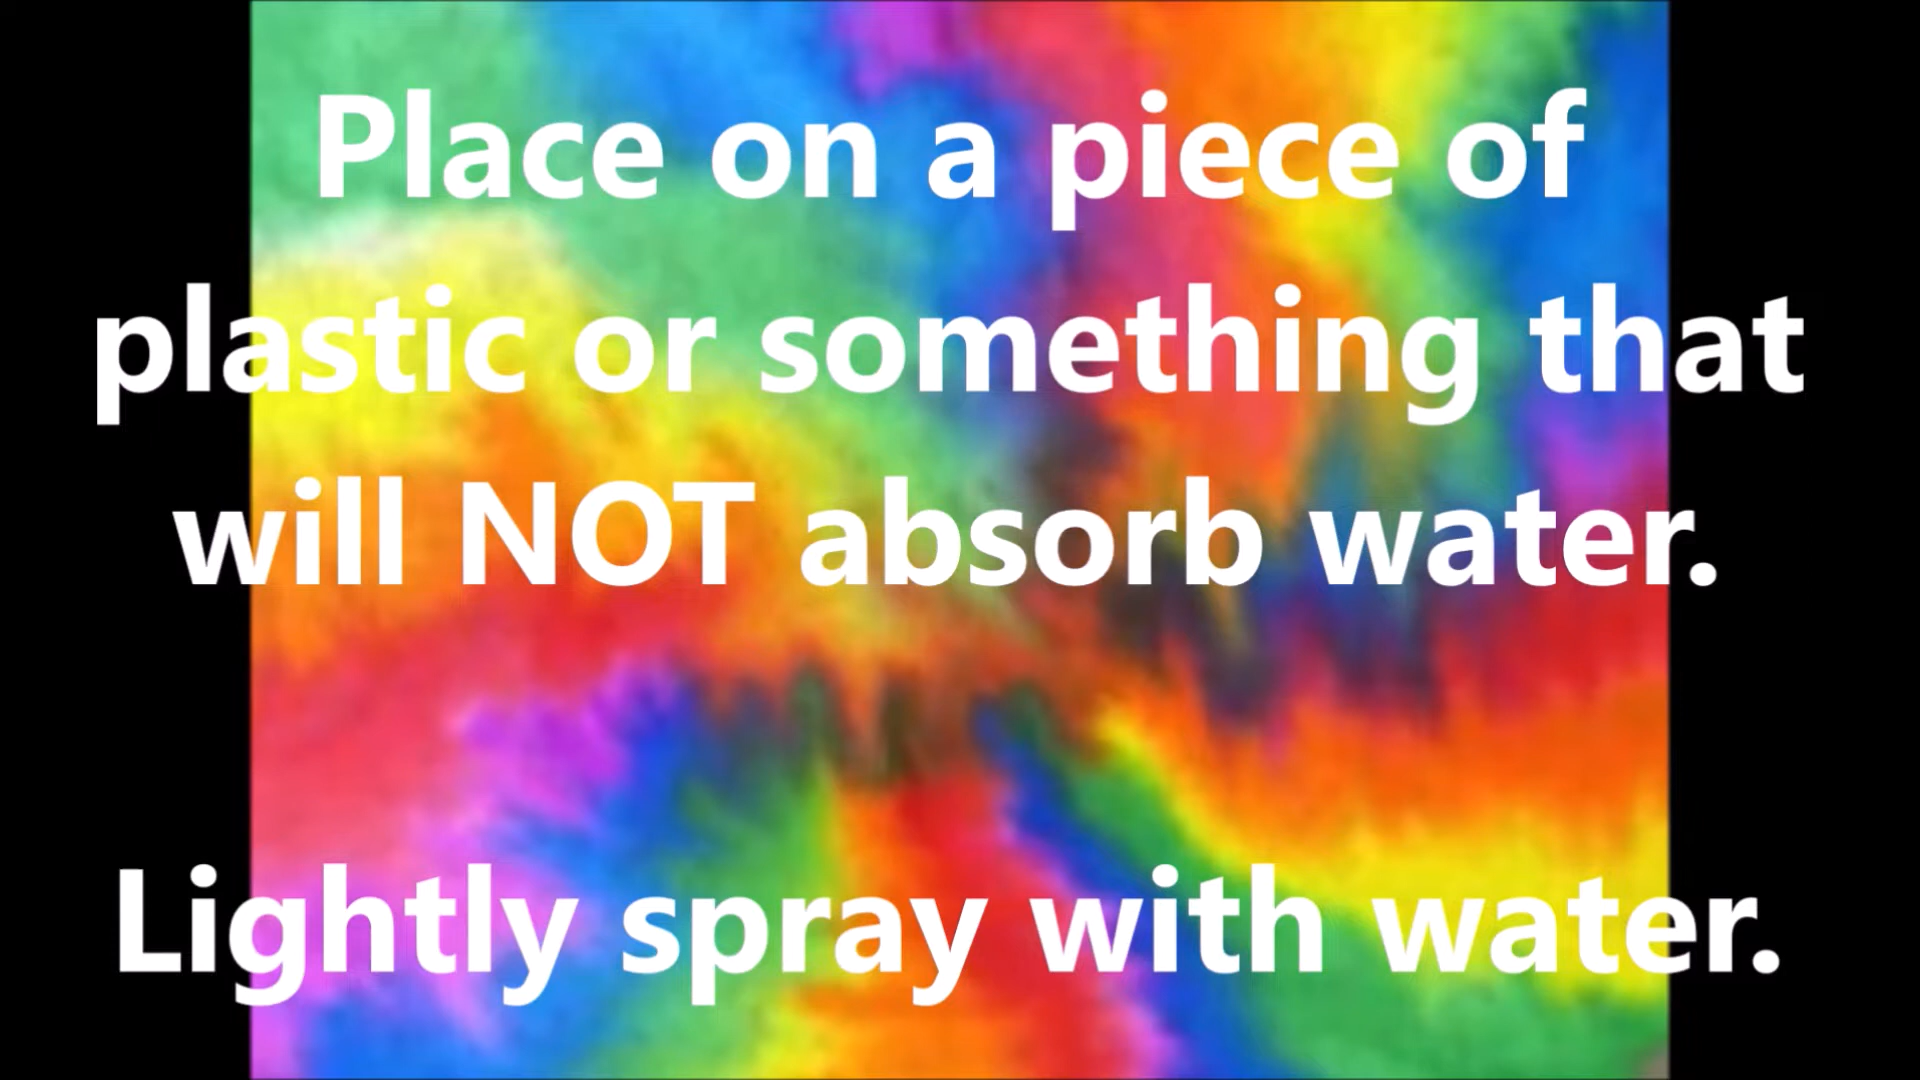 Place on a piece of
plastic or something that
will NOT absorb water.
Lightly spray with water.